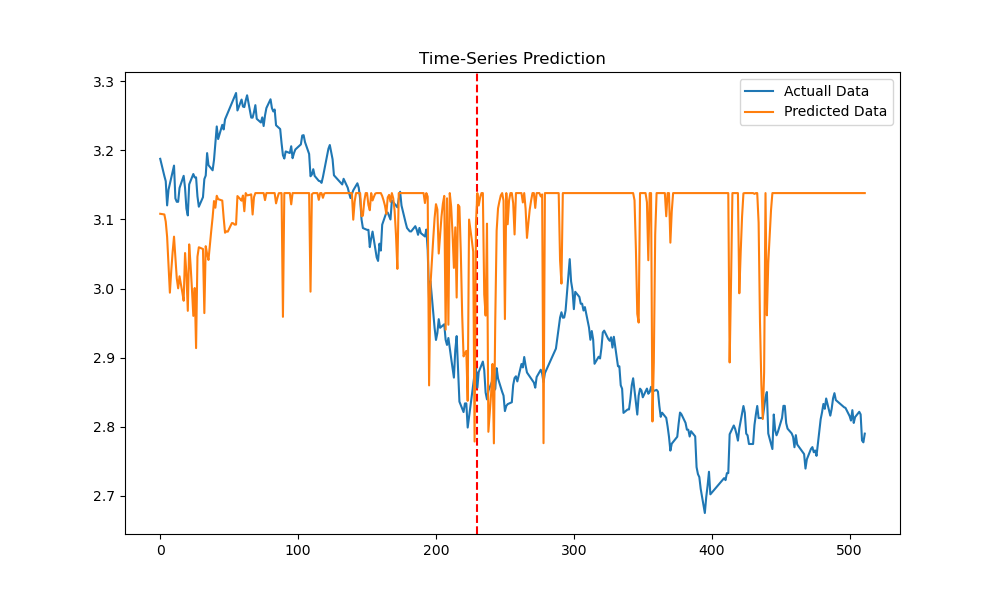 Time-Series Prediction
Actuall Data
Predicted Data
3.3
3.2
3.1
3.0
2.9
2.8
2.7
0 100 200 300 400 500